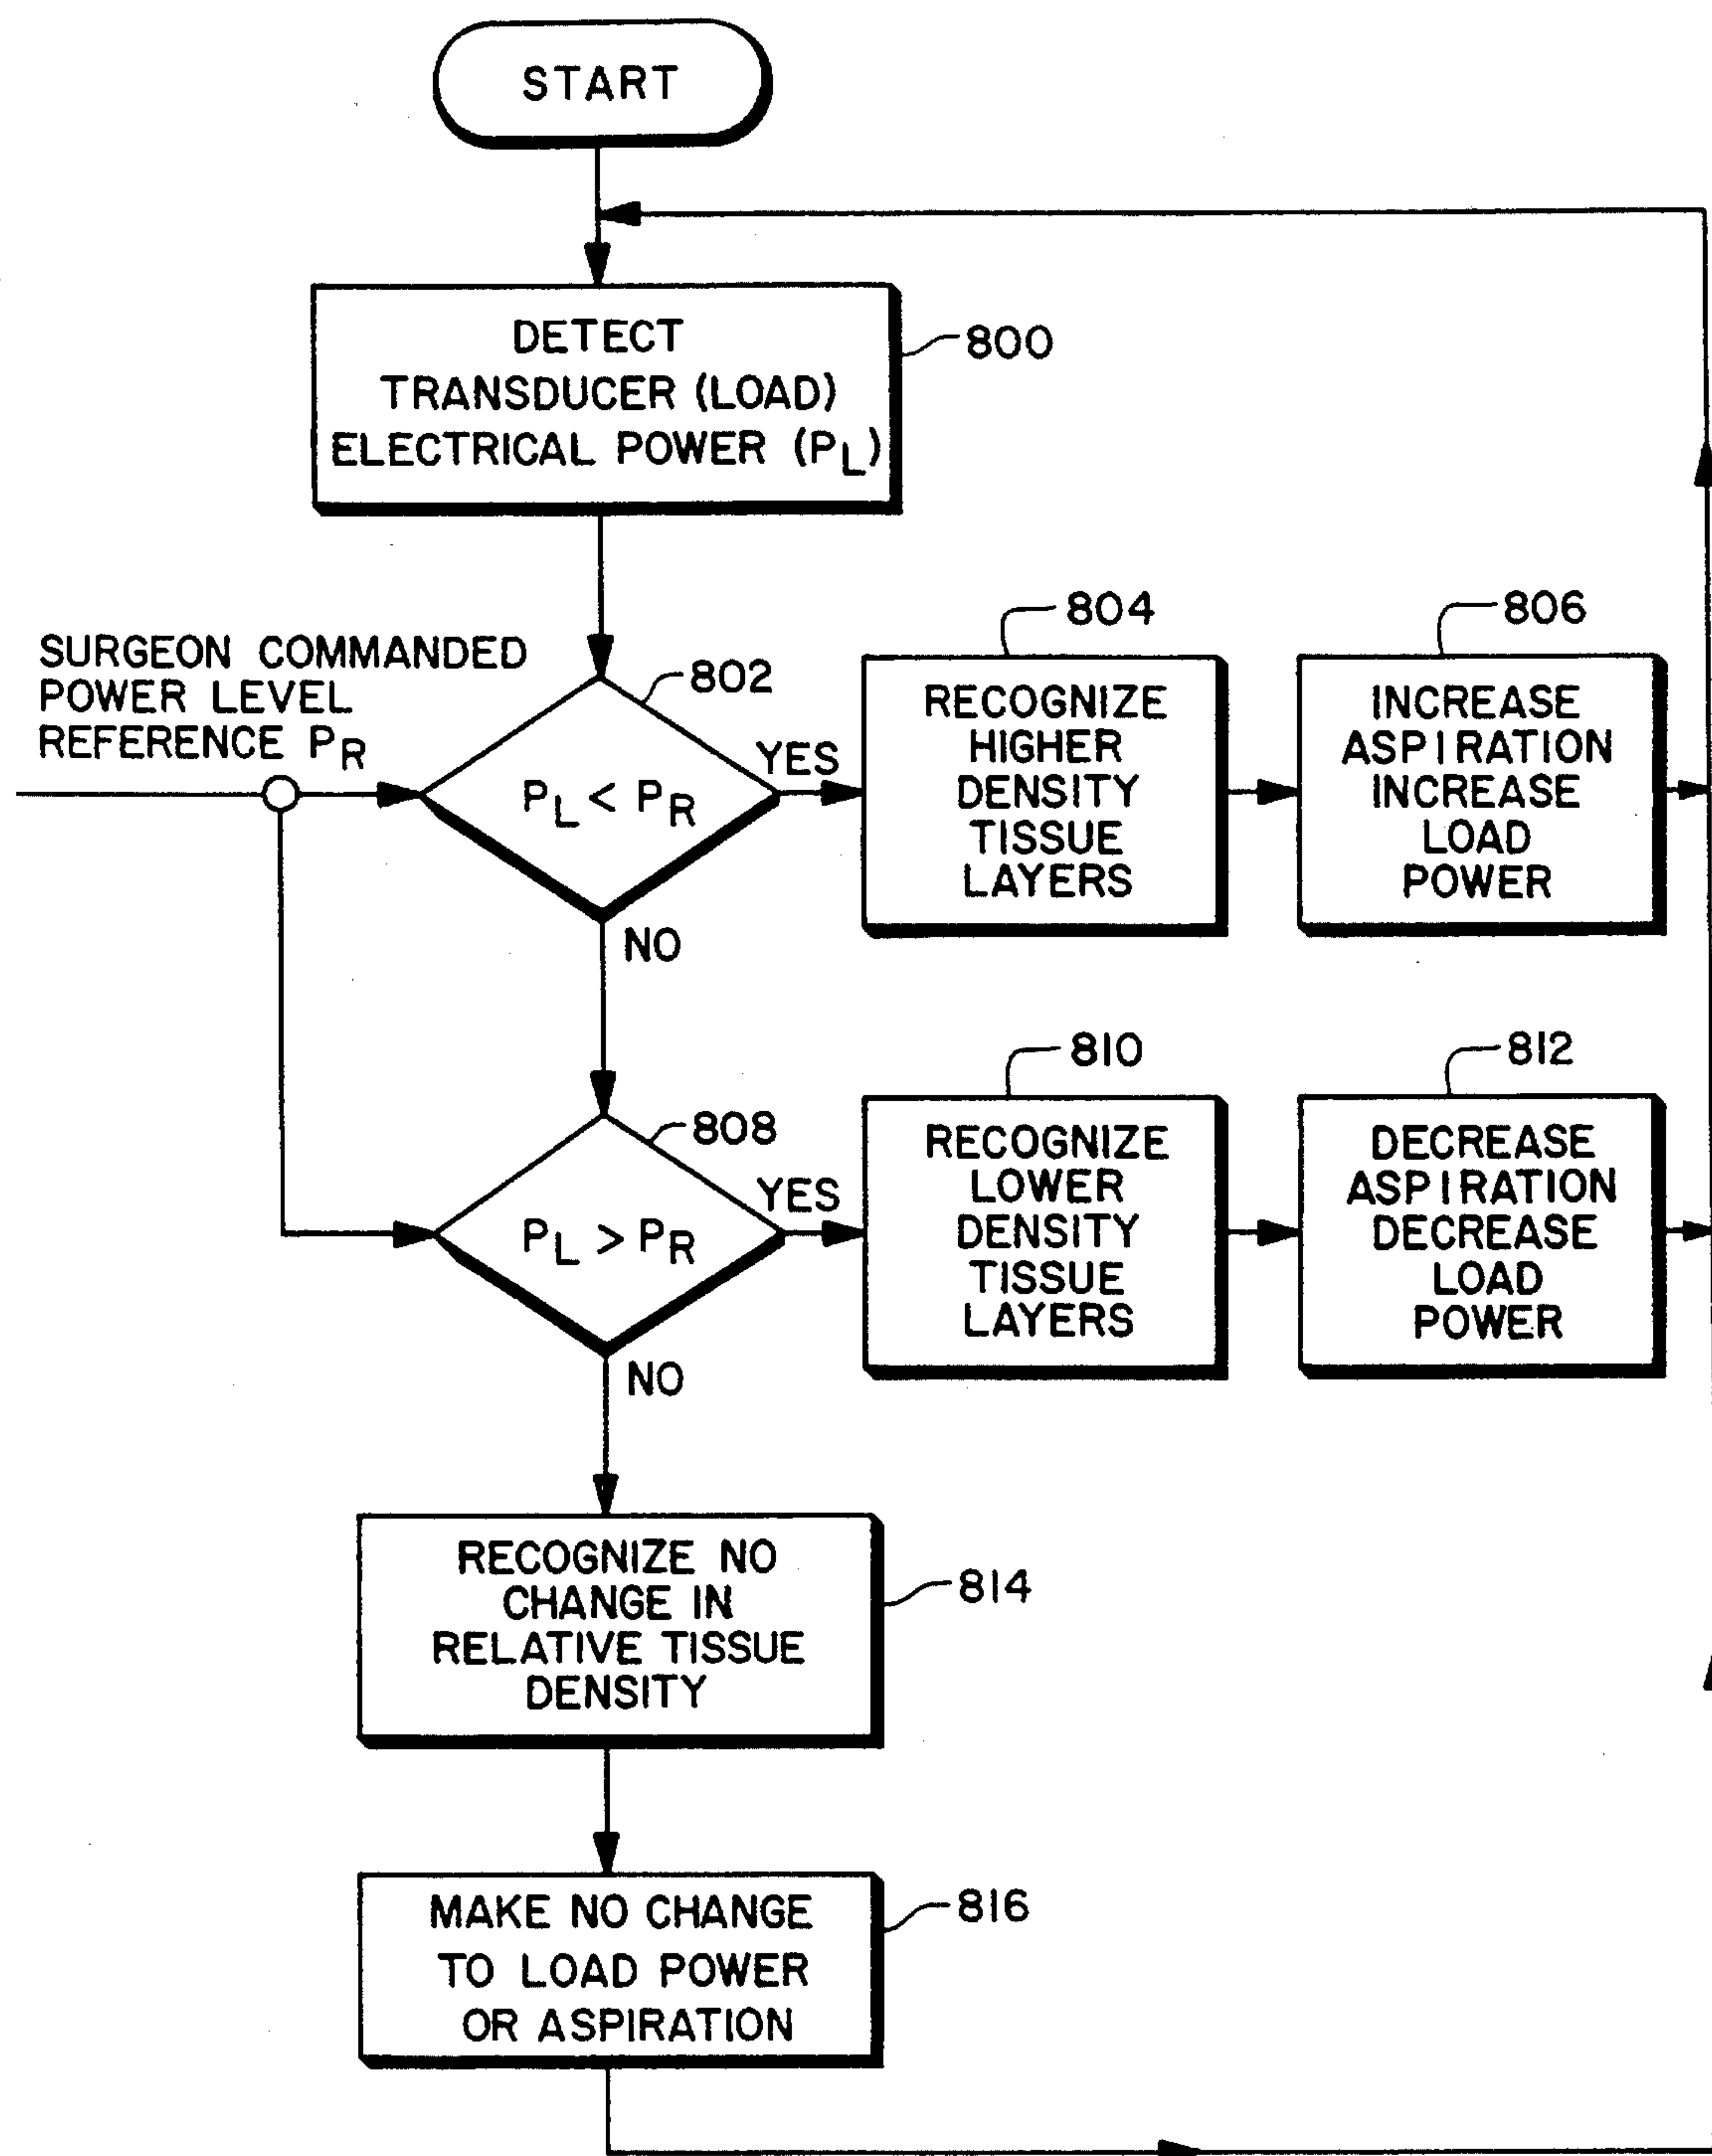 START
DETECT
TRANSDUCER (LOAD)
ELECTRICAL POWER (PL)
800
SURGEON COMMANDED
POWER LEVEL
REFERENCE PR
802
PL < PR
YES
NO
804
RECOGNIZE
HIGHER
DENSITY
TISSUE
LAYERS
806
INCREASE
ASPIRATION
INCREASE
LOAD
POWER
808
PL > PR
YES
NO
810
RECOGNIZE
LOWER
DENSITY
TISSUE
LAYERS
812
DECREASE
ASPIRATION
DECREASE
LOAD
POWER
RECOGNIZE NO
CHANGE IN
RELATIVE TISSUE
DENSITY
814
MAKE NO CHANGE
TO LOAD POWER
OR ASPIRATION
816